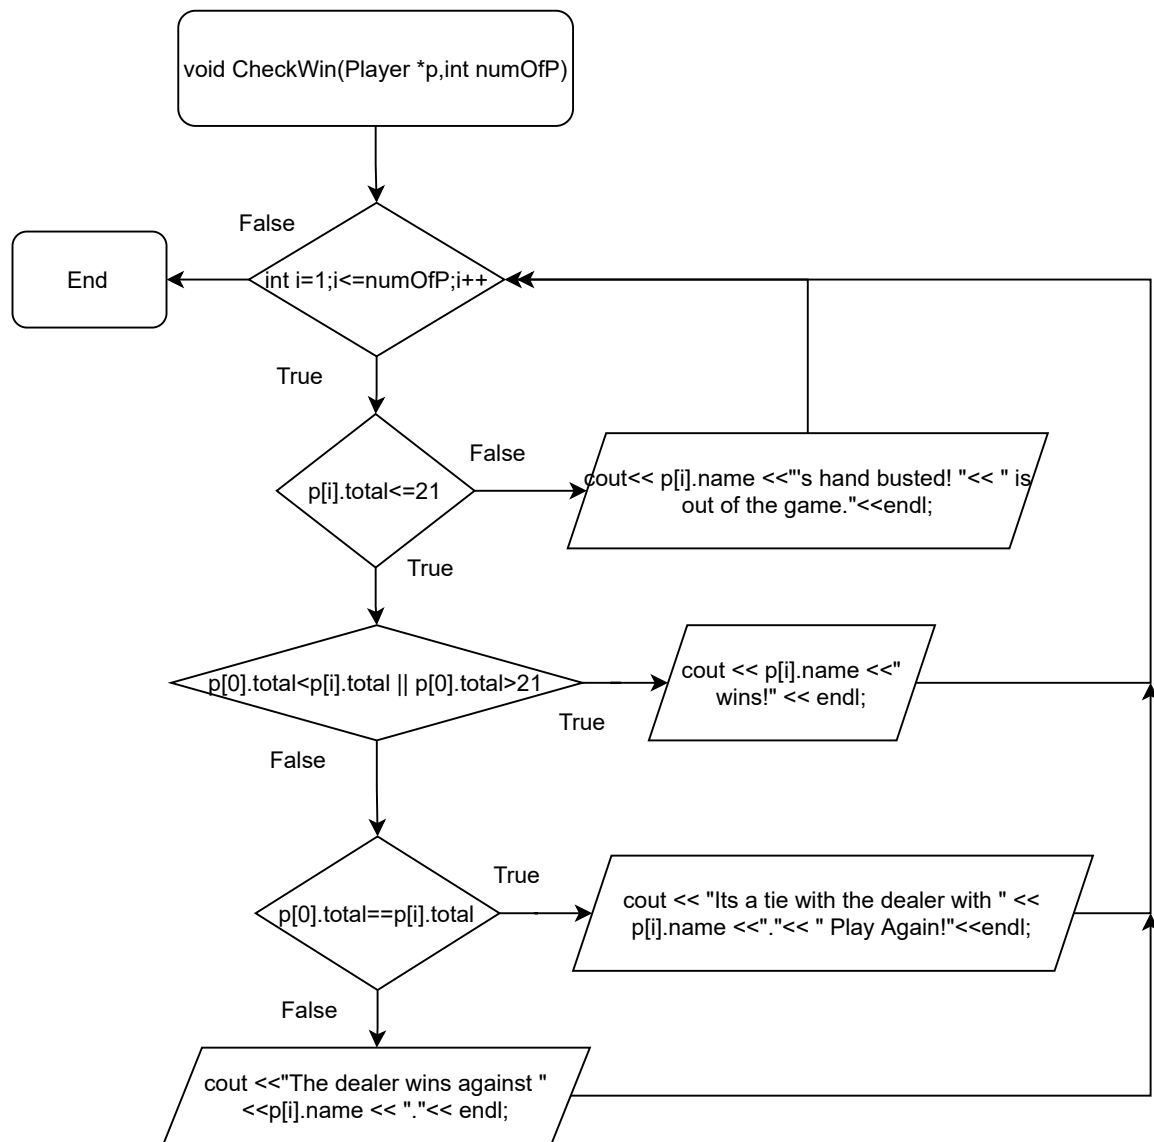 void CheckWin(Player *p,int numOfP)
False
End
int i=1;i<=numOfP;i++
True
p[i].total<=21
False
cout<< p[i].name <<"'s hand busted! "<< " is
out of the game."<<endl;
True
p[0].total<p[i].total || p[0].total>21
True
cout << p[i].name <<"
wins!" << endl;
False
p[0].total==p[i].total
True
cout << "Its a tie with the dealer with " <<
p[i].name <<"."<< " Play Again!"<<endl;
False
cout <<"The dealer wins against "
<<p[i].name << "."<< endl;